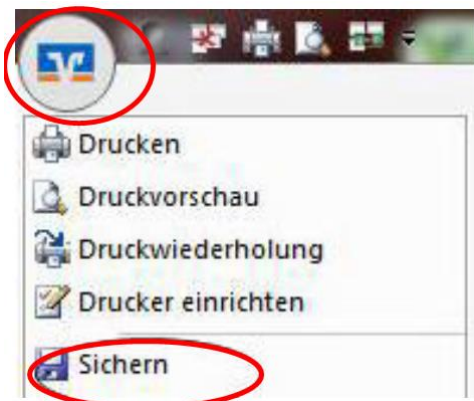 Drucken
Druckvorschau
Druckwiederholung
Drucker einrichten
Sichern